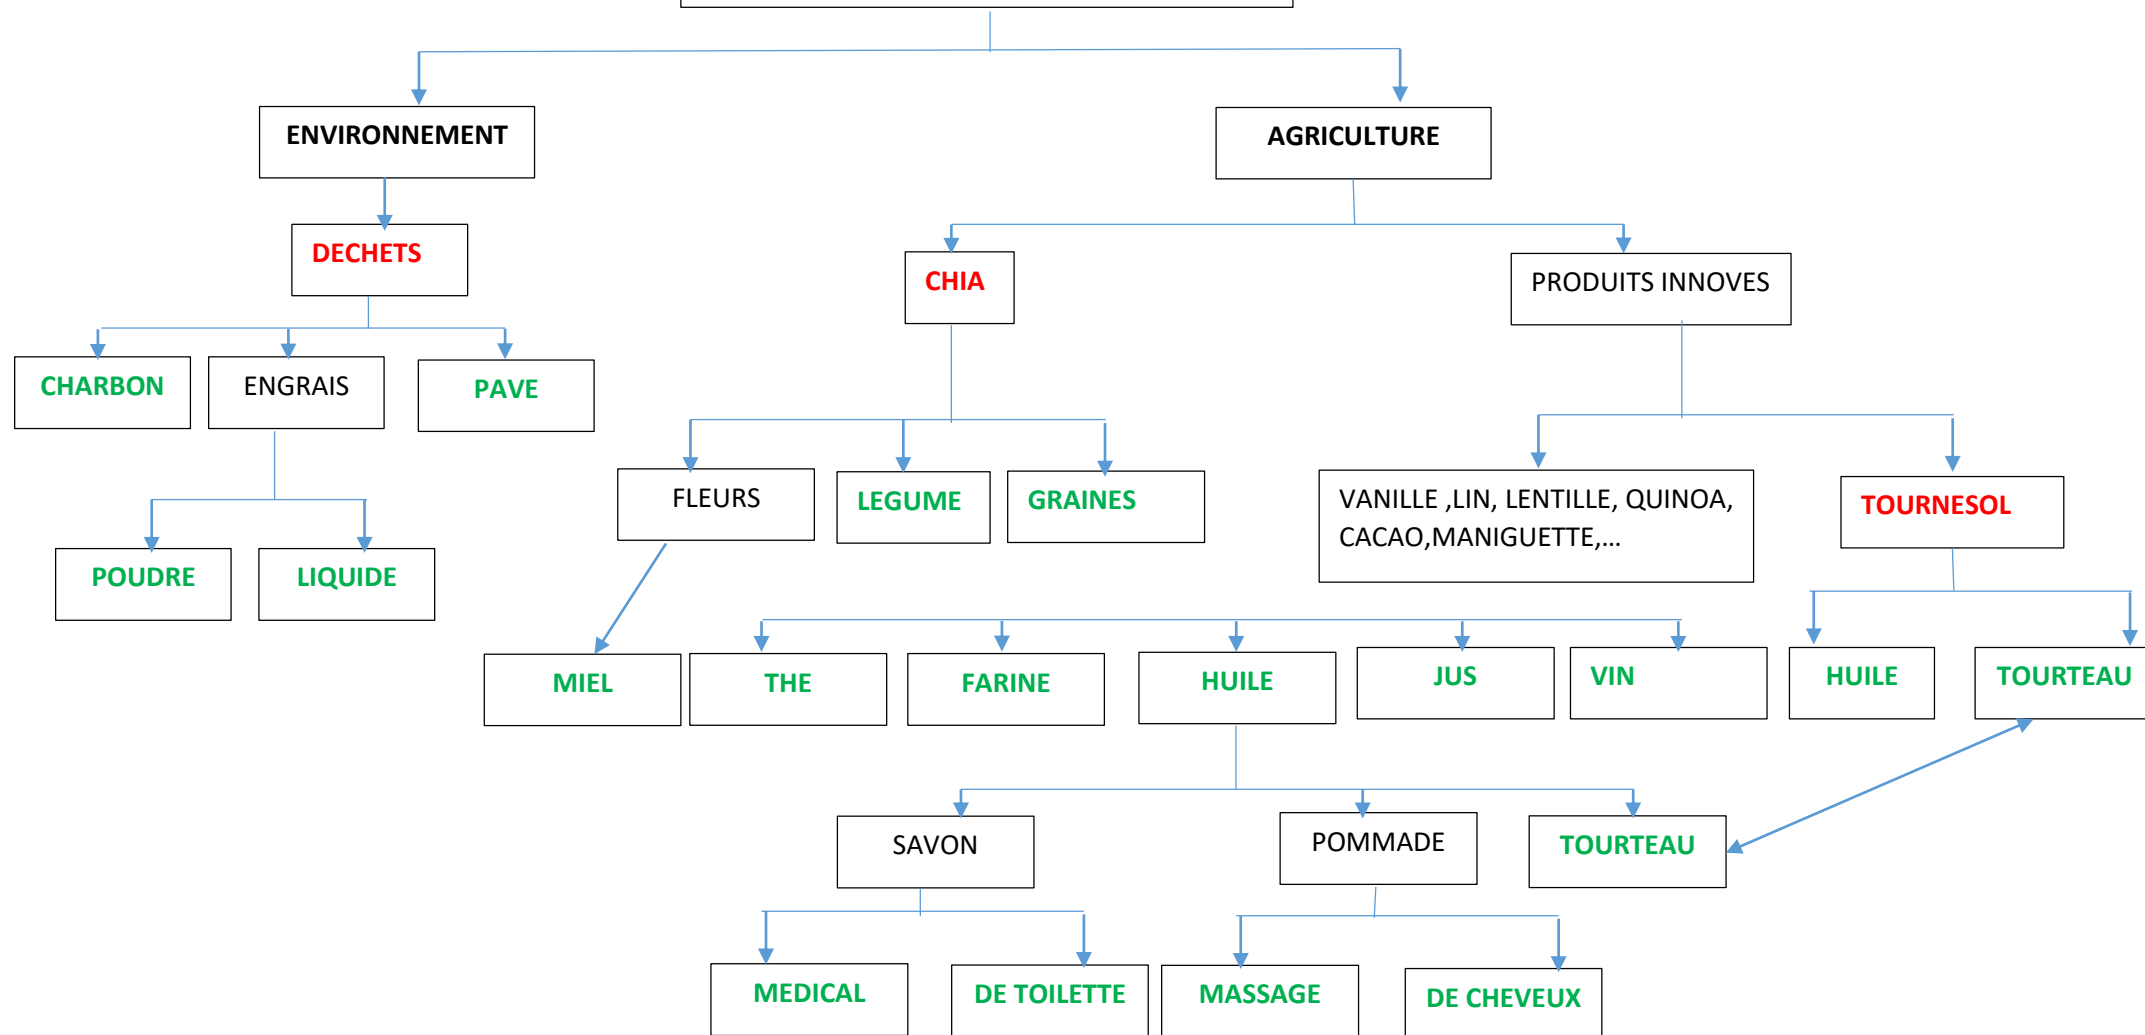 ENVIRONNEMENT
AGRICULTURE
DECHETS
CHIA
PRODUITS INNOVES
CHARBON
ENGRAIS
PAVE
FLEURS
LEGUME
GRAINES
VANILLE ,LIN, LENTILLE, QUINOA,
CACAO,MANIGUETTE,...
TOURNESOL
POUDRE
LIQUIDE
MIEL
THE
FARINE
HUILE
JUS
VIN
HUILE
TOURTEAU
SAVON
POMMADE
TOURTEAU
MEDICAL
DE TOILETTE
MASSAGE
DE CHEVEUX